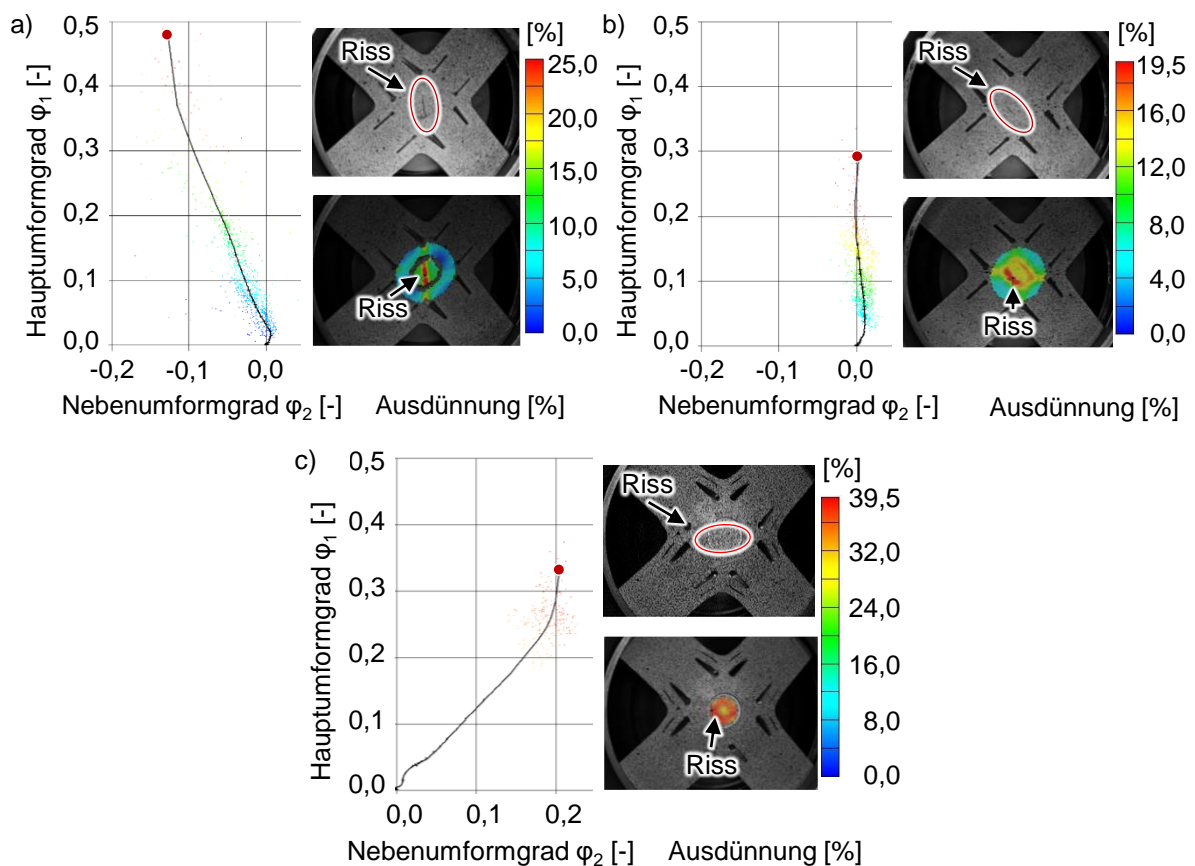 a)
Hauptumformgrad φ₁ [-]
0,5
0,4
0,3
0,2
0,1
0,0
-0,2
-0,1
0,0
Nebenumformgrad φ₂ [-]
Riss
Riss
[%]
25,0
20,0
15,0
10,0
5,0
0,0
Ausdünnung [%]
b)
Hauptumformgrad φ₁ [-]
0,5
0,4
0,3
0,2
0,1
0,0
-0,2
-0,1
0,0
Nebenumformgrad φ₂ [-]
Riss
Riss
[%]
19,5
16,0
12,0
8,0
4,0
0,0
Ausdünnung [%]
c)
Hauptumformgrad φ₁ [-]
0,5
0,4
0,3
0,2
0,1
0,0
0,0
0,1
0,2
Nebenumformgrad φ₂ [-]
Riss
Riss
[%]
39,5
32,0
24,0
16,0
8,0
0,0
Ausdünnung [%]